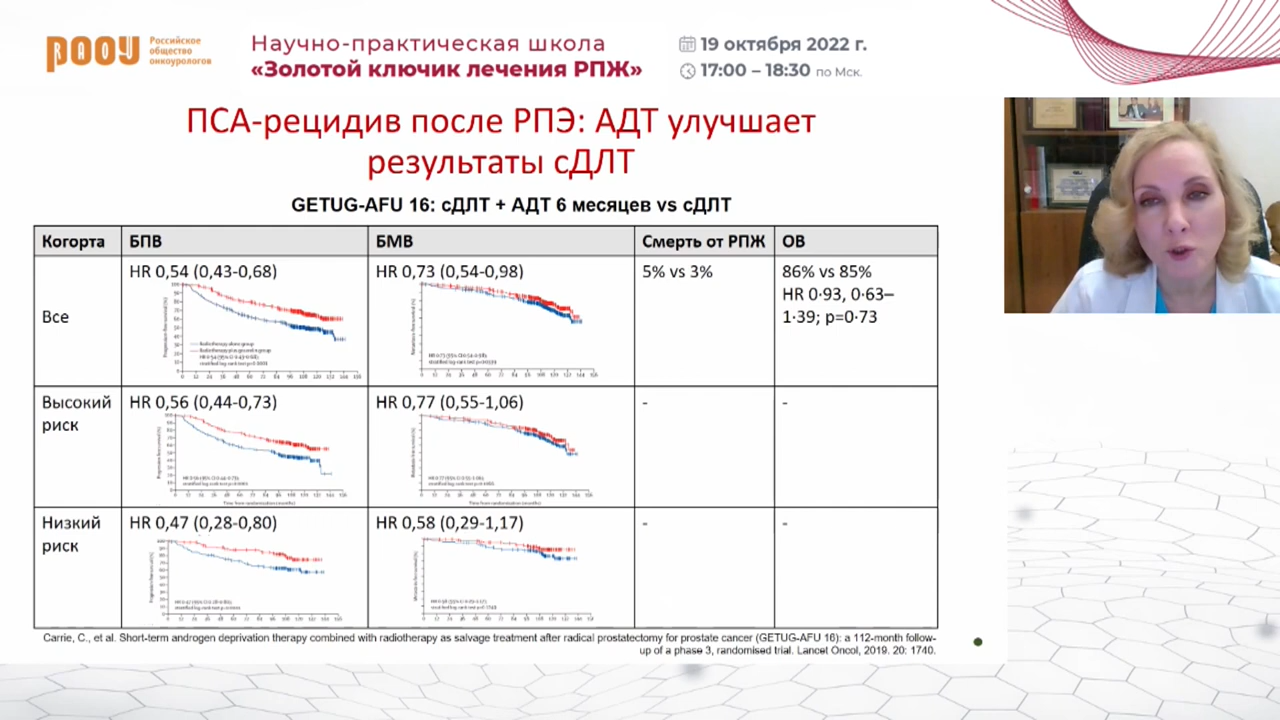 РООУ
Российское
общество
онкоурологов
Научно-практическая школа
«Золотой ключик лечения РПЖ»
19 октября 2022 г.
17:00 – 18:30 по Мск.
ПСА-рецидив после РПЭ: АДТ улучшает
результаты сДЛТ
GETUG-AFU 16: сДЛТ + АДТ 6 месяцев vs сДЛТ
Когорта БПВ БМВ Смерть от РПЖ ОВ
Все
HR 0,54 (0,43-0,68)
HR 0,73 (0,54-0,98)
5% vs 3%
86% vs 85%
HR 0·93, 0·63–
1·39; p=0·73
Высокий
риск
HR 0,56 (0,44-0,73)
HR 0,77 (0,55-1,06)
-
-
Низкий
риск
HR 0,47 (0,28-0,80)
HR 0,58 (0,29-1,17)
-
-
Carrie, C., et al. Short-term androgen deprivation therapy combined with radiotherapy as salvage treatment after radical prostatectomy for prostate cancer (GETUG-AFU 16): a 112-month follow-
up of a phase 3, randomised trial. Lancet Oncol, 2019. 20: 1740.